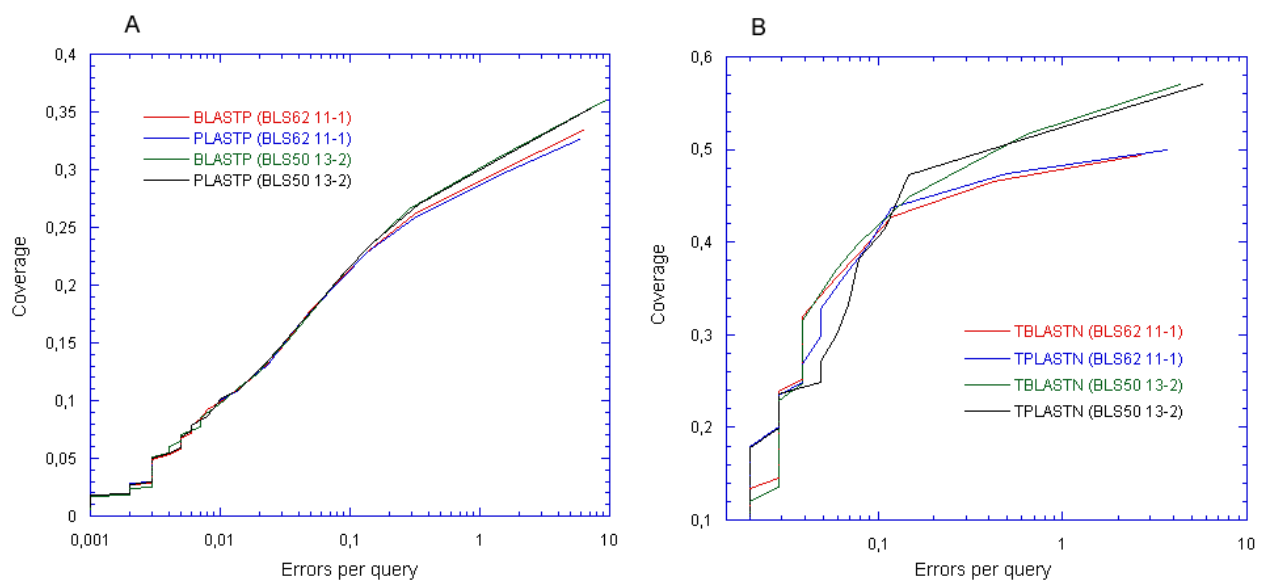 A
0,4
0,35
0,3
0,25
0,2
0,15
0,1
0,05
0
Coverage
BLASTP (BLS62 11-1)
PLASTP (BLS62 11-1)
BLASTP (BLS50 13-2)
PLASTP (BLS50 13-2)
0,001
0,01
0,1
1
10
Errors per query
B
0,6
0,5
0,4
0,3
0,2
0,1
Coverage
TBLASTN (BLS62 11-1)
TPLASTN (BLS62 11-1)
TBLASTN (BLS50 13-2)
TPLASTN (BLS50 13-2)
0,1
1
10
Errors per query